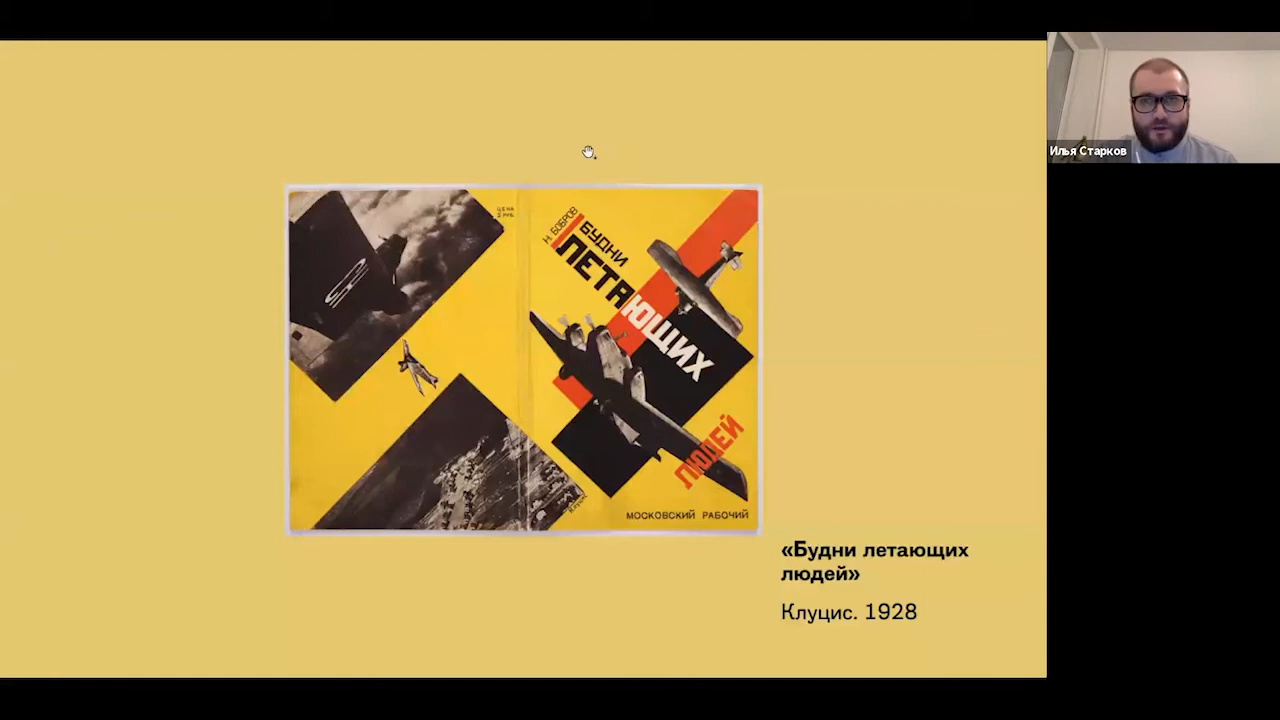 Илья Старков
ЦЕНА
2 РУБ.
Н. БОБРОВ
БУДНИ
ЛЕТАЮЩИХ
ЛЮДЕЙ
МОСКОВСКИЙ РАБОЧИЙ
«Будни летающих
людей»
Клуцис. 1928